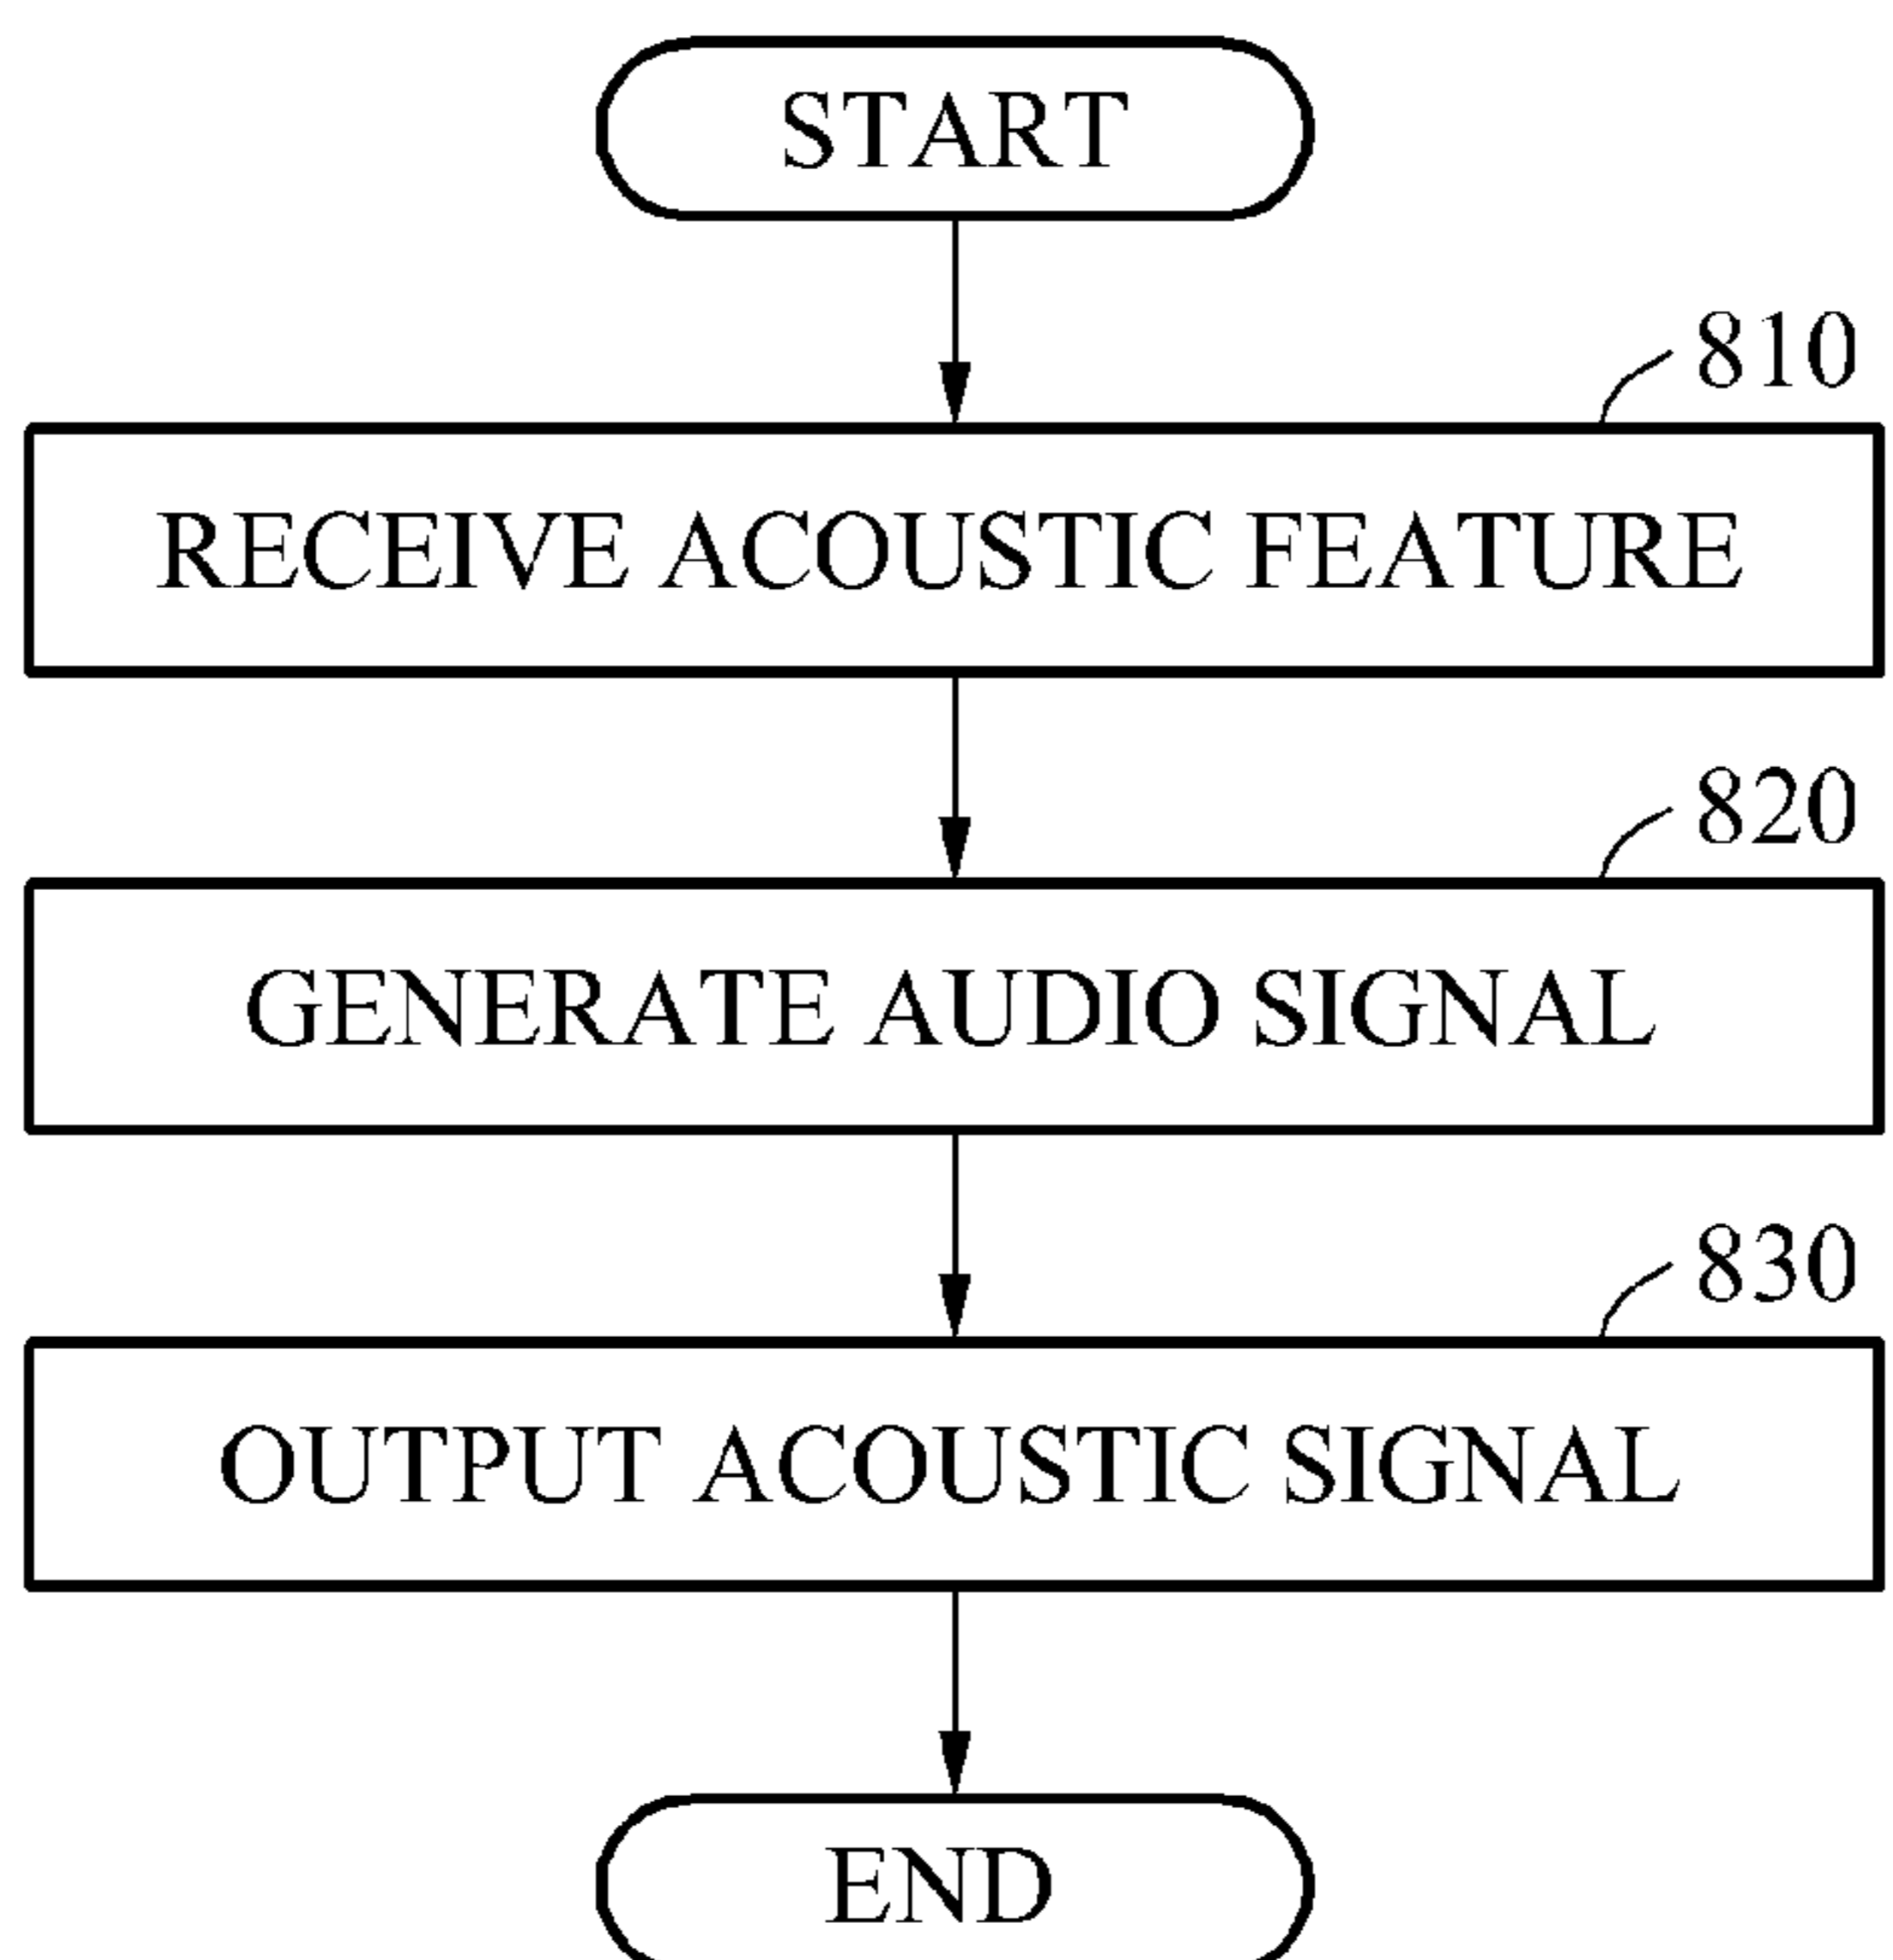 START
810
RECEIVE ACOUSTIC FEATURE
820
GENERATE AUDIO SIGNAL
830
OUTPUT ACOUSTIC SIGNAL
END